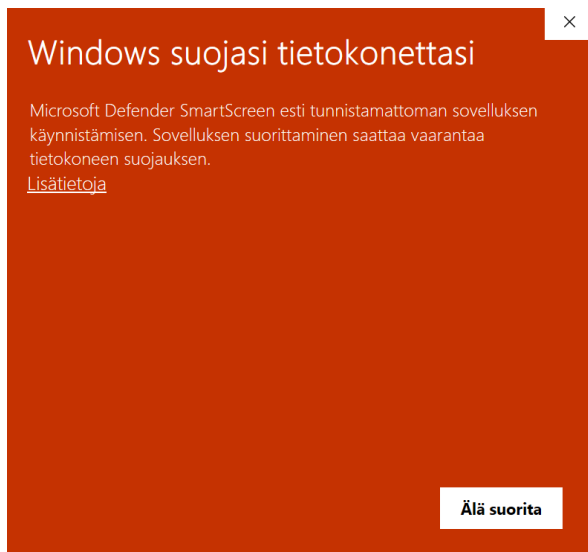 Windows suojasi tietokonettasi
Microsoft Defender SmartScreen esti tunnistamattoman sovelluksen
käynnistämisen. Sovelluksen suorittaminen saattaa vaarantaa
tietokoneen suojauksen.
Lisätietoja
Älä suorita